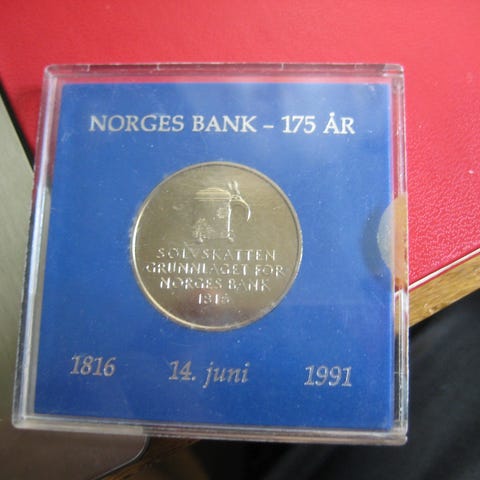 NORGES BANK – 175 ÅR
SØLVSKATTEN
GRUNNLAGET FOR
NORGES BANK
1816
1816 14. juni 1991